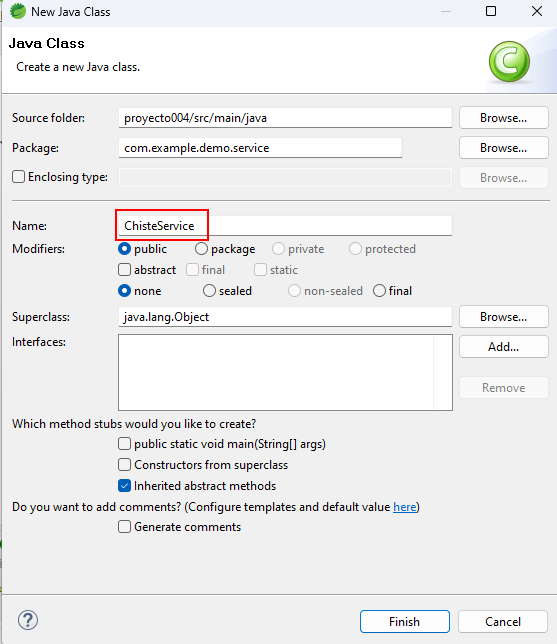 New Java Class
Java Class
Create a new Java class.
C
Source folder: proyecto004/src/main/java Browse...
Package: com.example.demo.service Browse...
Enclosing type: Browse...
Name: ChisteService
Modifiers: public package private protected
abstract final static
none sealed non-sealed final
Superclass: java.lang.Object Browse...
Interfaces: Add...
Remove
Which method stubs would you like to create?
public static void main(String[] args)
Constructors from superclass
Inherited abstract methods
Do you want to add comments? (Configure templates and default value here)
Generate comments
? Finish Cancel